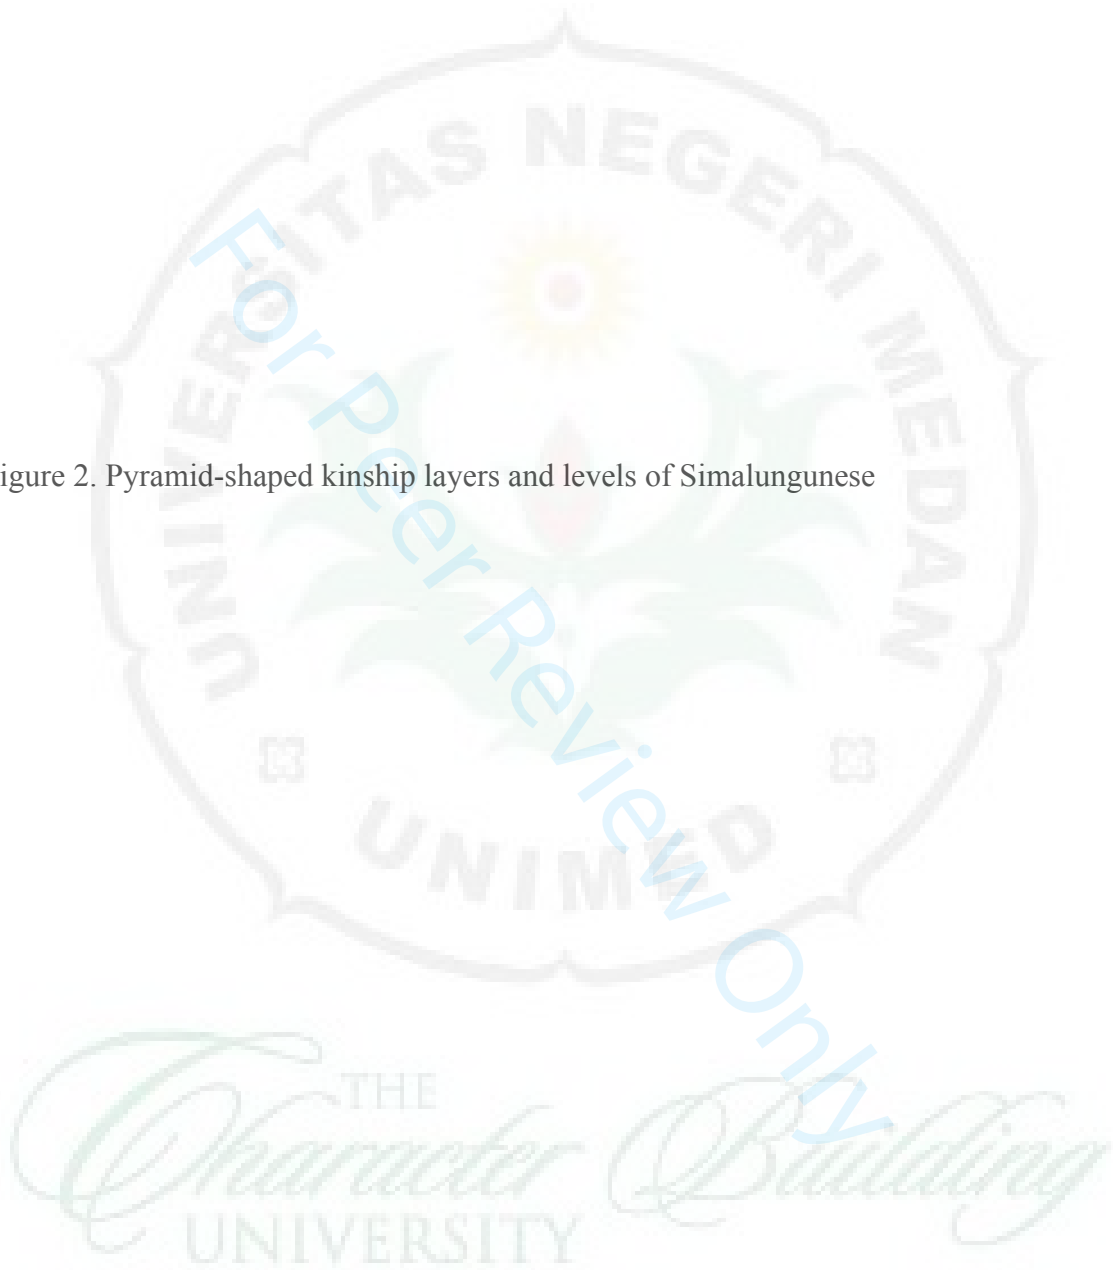 UNIVERSITAS NEGERI MEDAN
igure 2. Pyramid-shaped kinship layers and levels of Simalungunese
For Peer Review Only
UNIMED
THE
Character Building
UNIVERSITY